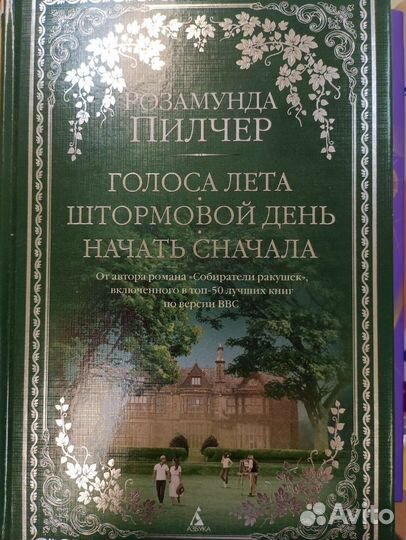 РОЗАМУНДА
ПИЛЧЕР
ГОЛОСА ЛЕТА
ШТОРМОВОЙ ДЕНЬ
НАЧАТЬ СНАЧАЛА
От автора романа «Собиратели ракушек»,
включенного в топ-50 лучших книг
по версии BBC
АЗБУКА
Avito